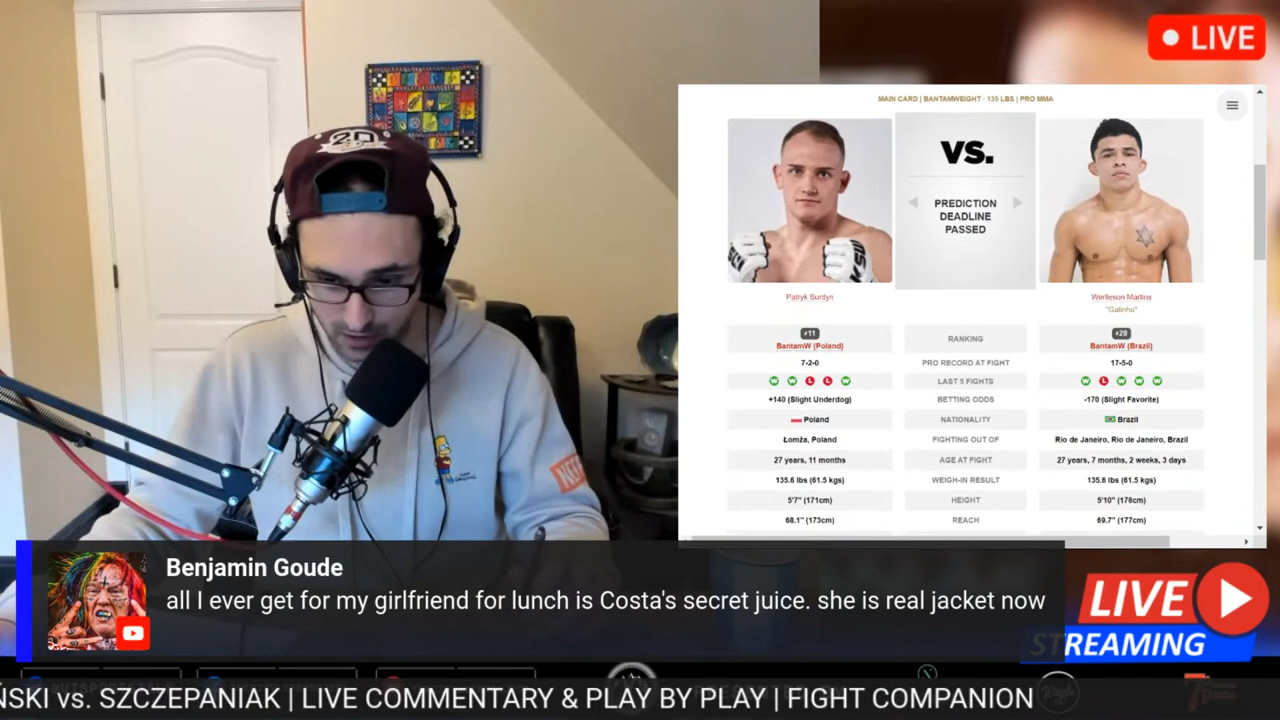 LIVE
MAIN CARD | BANTAMWEIGHT · 135 LBS | PRO MMA
20
VS.
PREDICTION
DEADLINE
PASSED
Patryk Surdyn
Werlleson Martins
"Galinho"
#11
BantamW (Poland)
RANKING
#28
BantamW (Brazil)
7-2-0
PRO RECORD AT FIGHT
17-5-0
W W L L W
LAST 5 FIGHTS
W L W W W
+140 (Slight Underdog)
BETTING ODDS
-170 (Slight Favorite)
Poland
NATIONALITY
Brazil
Łomża, Poland
FIGHTING OUT OF
Rio de Janeiro, Rio de Janeiro, Brazil
27 years, 11 months
AGE AT FIGHT
27 years, 7 months, 2 weeks, 3 days
135.6 lbs (61.5 kgs)
WEIGH-IN RESULT
135.6 lbs (61.5 kgs)
5'7" (171cm)
HEIGHT
5'10" (178cm)
68.1" (173cm)
REACH
69.7" (177cm)
Benjamin Goude
all I ever get for my girlfriend for lunch is Costa's secret juice. she is real jacket now
LIVE
STREAMING
ŃSKI vs. SZCZEPANIAK | LIVE COMMENTARY & PLAY BY PLAY | FIGHT COMPANION